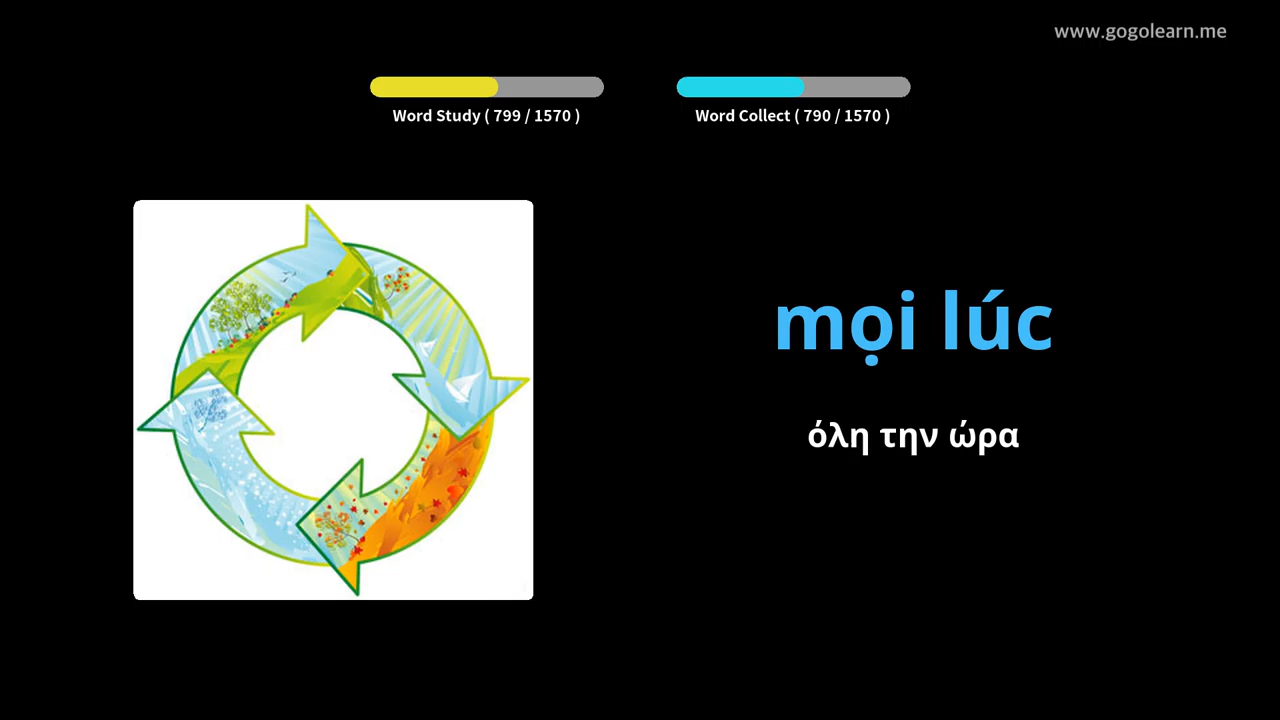 www.gogolearn.me
Word Study ( 799 / 1570 )
Word Collect ( 790 / 1570 )
mọi lúc
όλη την ώρα